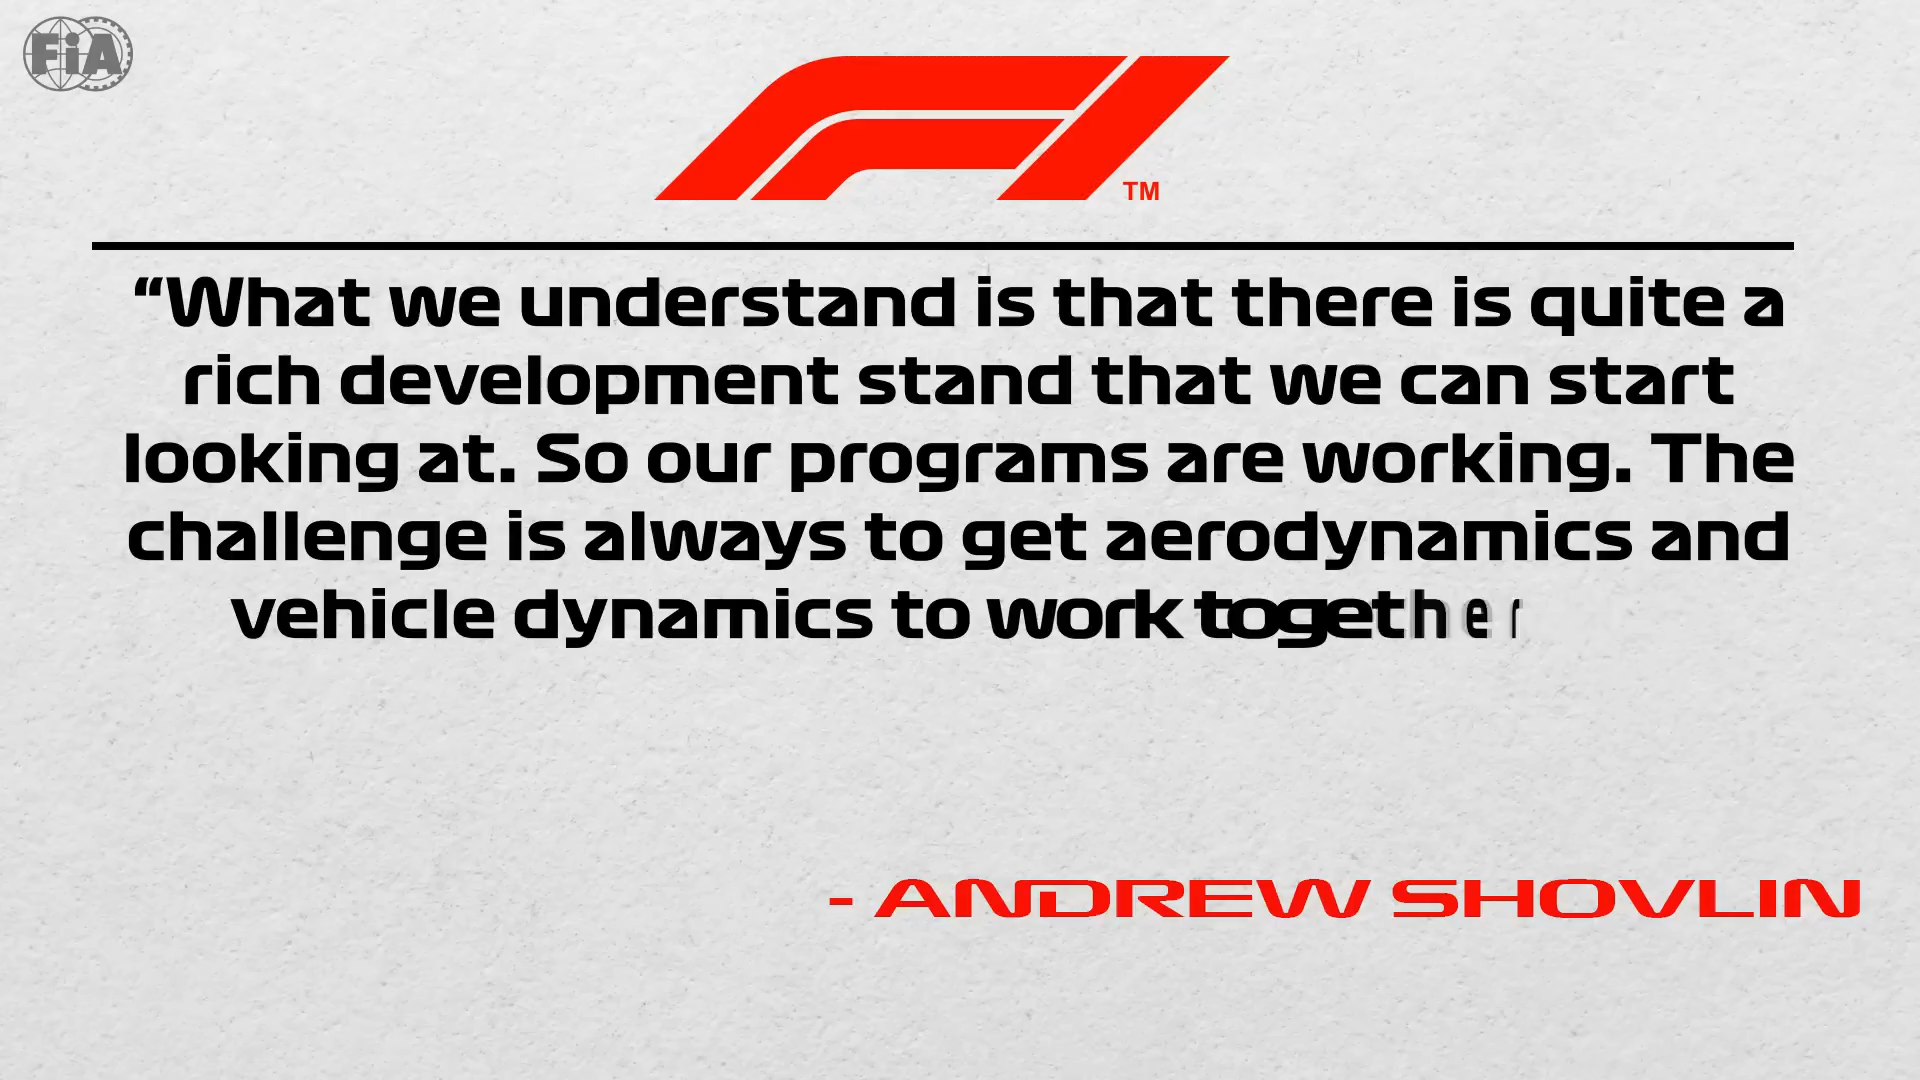 FiA
F1
TM
“What we understand is that there is quite a
rich development stand that we can start
looking at. So our programs are working. The
challenge is always to get aerodynamics and
vehicle dynamics to work together
- ANDREW SHOVLIN